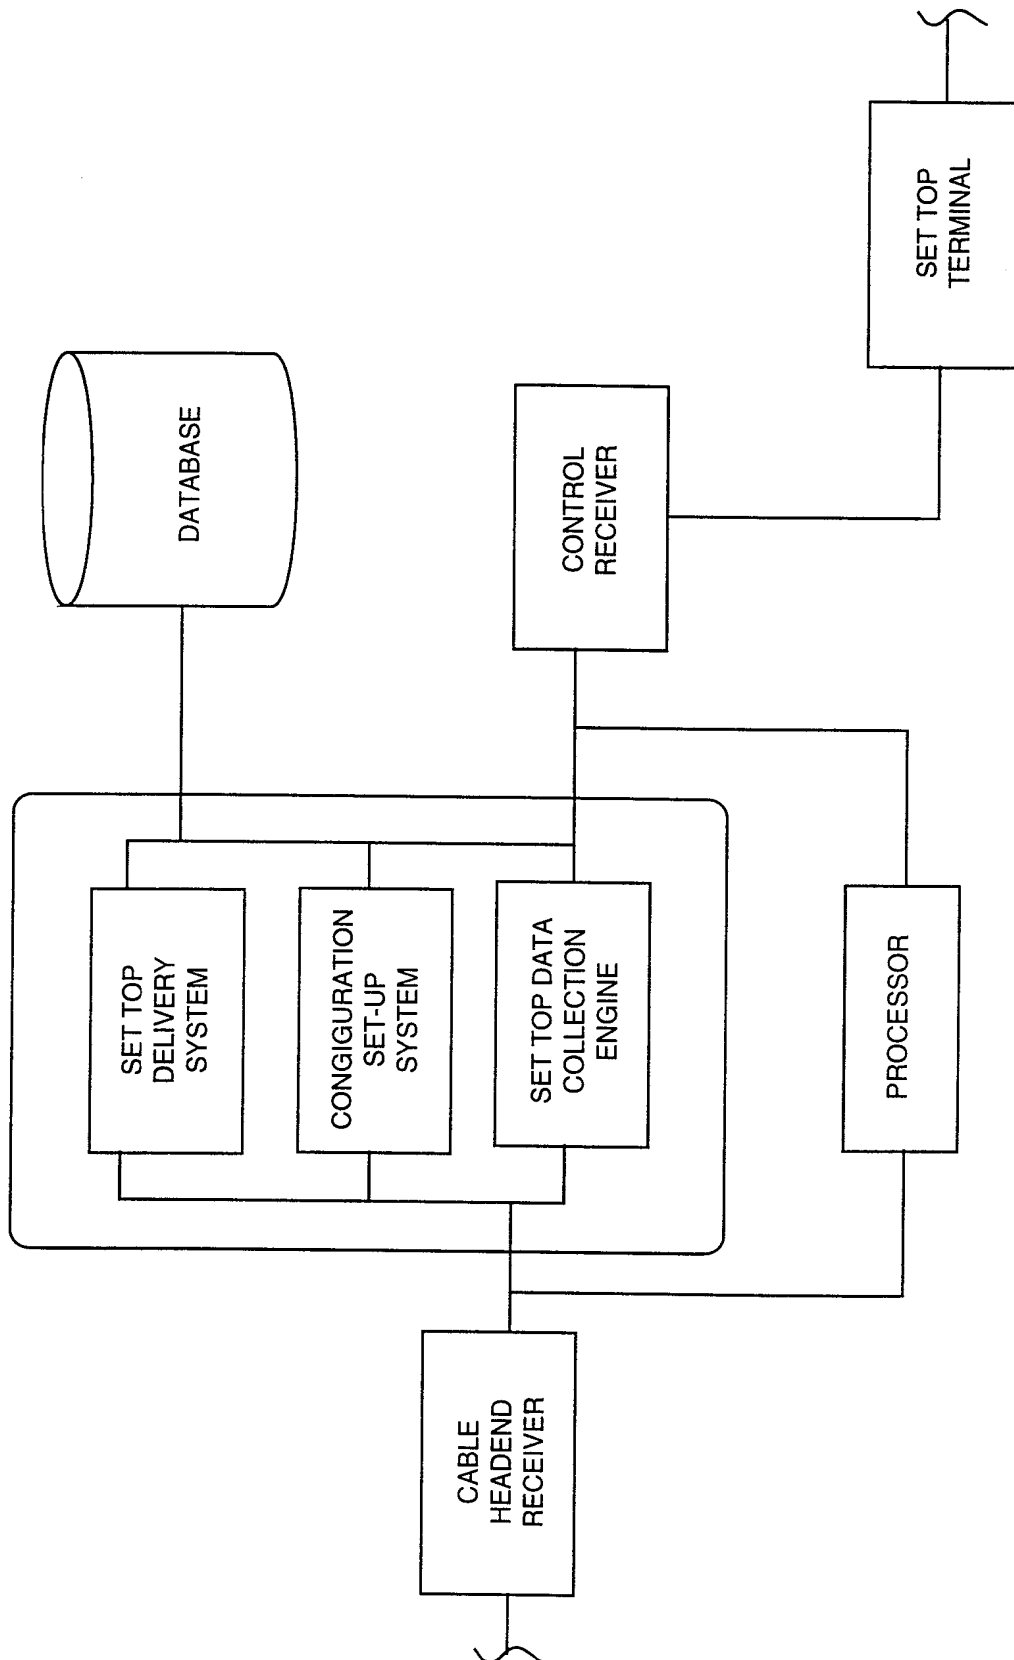 CABLE
HEADEND
RECEIVER
SET TOP
DELIVERY
SYSTEM
CONGIGURATION
SET-UP
SYSTEM
SET TOP DATA
COLLECTION
ENGINE
PROCESSOR
DATABASE
CONTROL
RECEIVER
SET TOP
TERMINAL